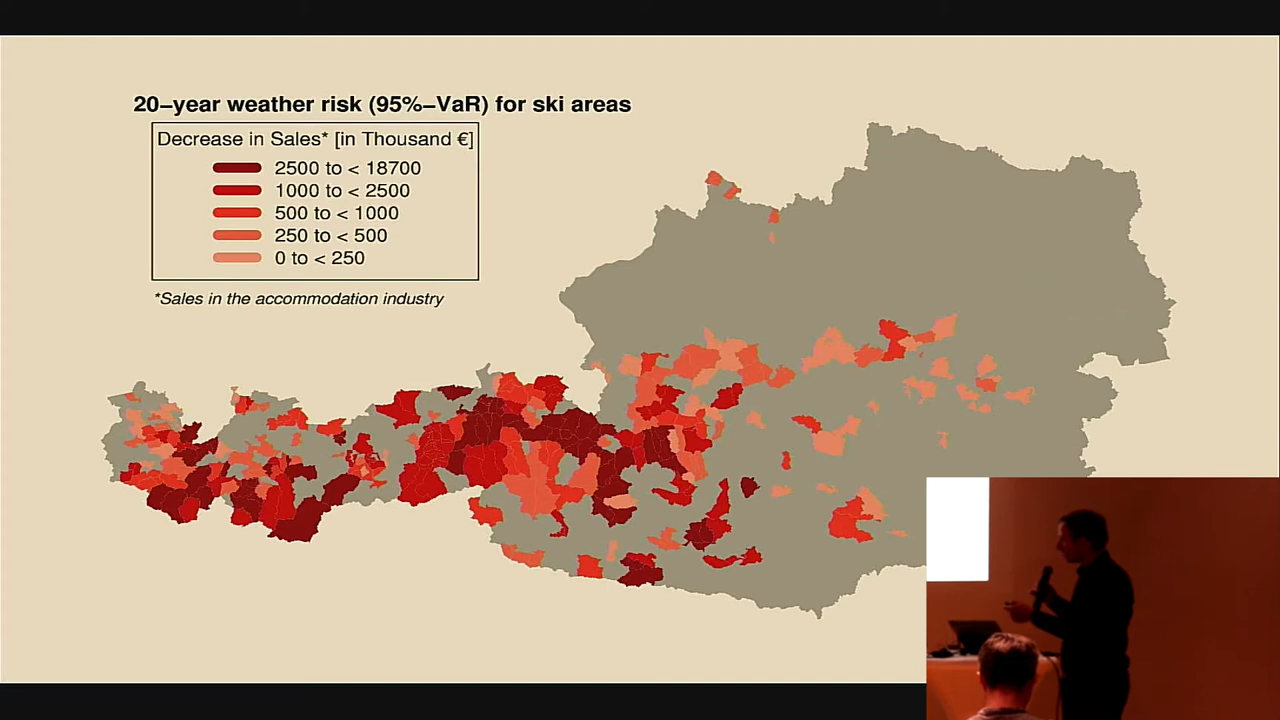 20–year weather risk (95%–VaR) for ski areas
Decrease in Sales* [in Thousand €]
2500 to < 18700
1000 to < 2500
500 to < 1000
250 to < 500
0 to < 250
*Sales in the accommodation industry